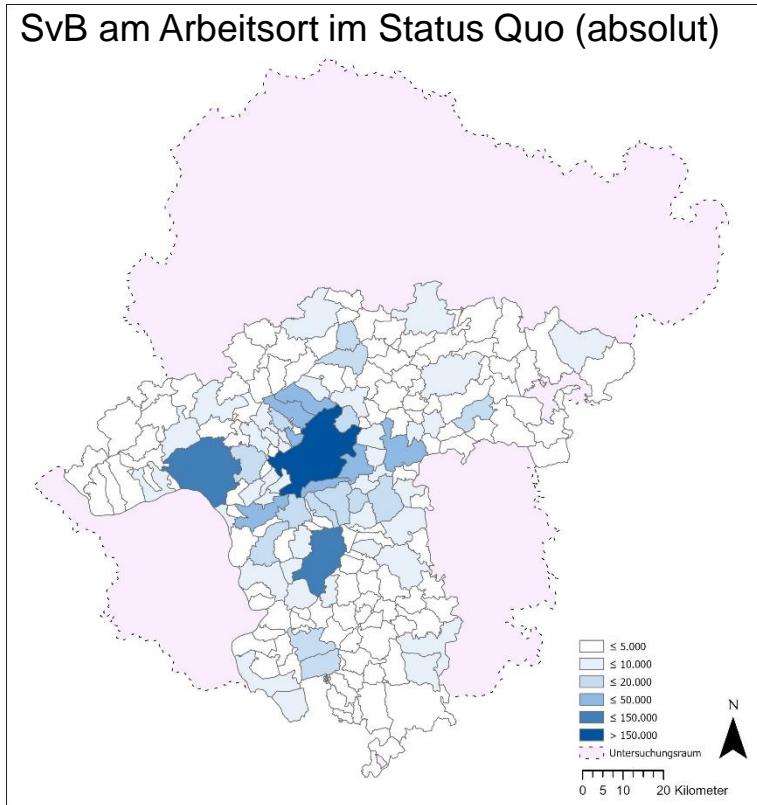 SvB am Arbeitsort im Status Quo (absolut)
≤ 5.000
≤ 10.000
≤ 20.000
≤ 50.000
≤ 150.000
> 150.000
Untersuchungsraum
N
0 5 10 20 Kilometer